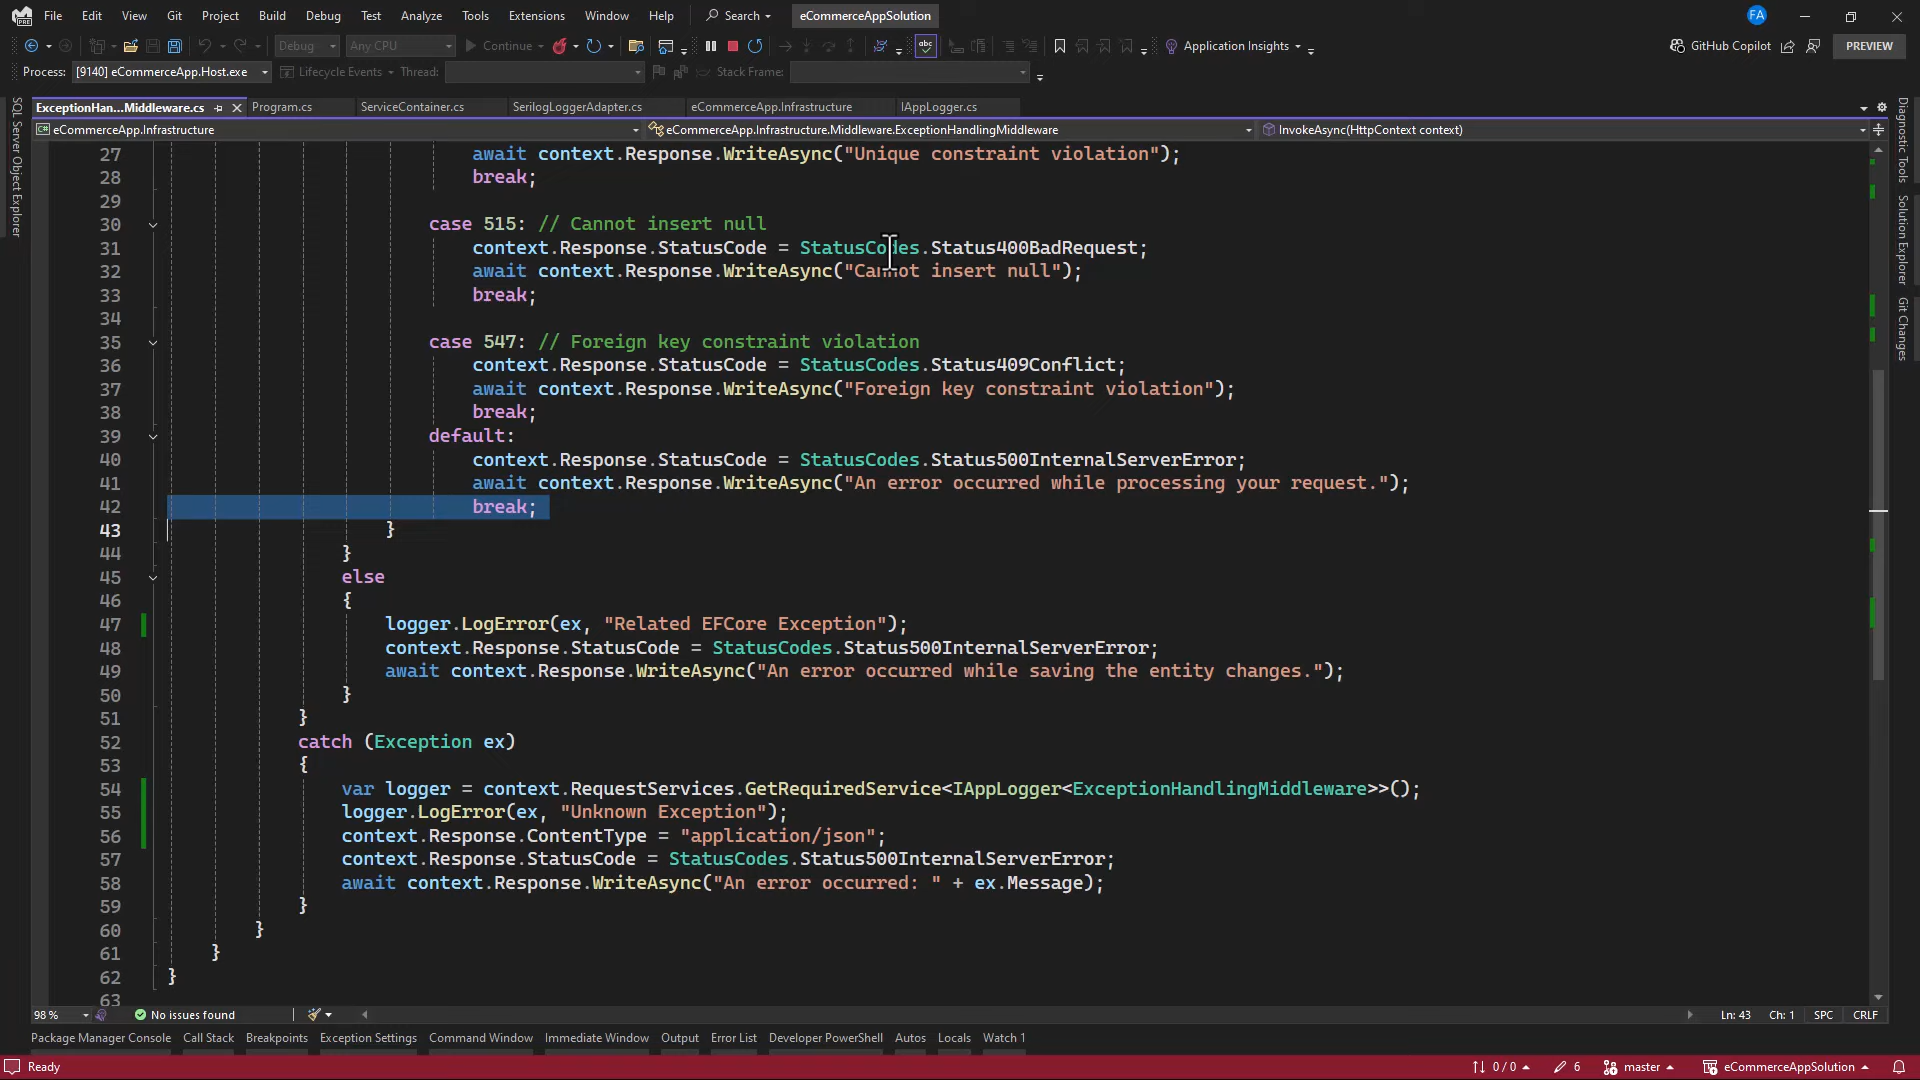 File Edit View Git Project Build Debug Test Analyze Tools Extensions Window Help Search eCommerceAppSolution FA
Debug Any CPU Continue abc Application Insights GitHub Copilot PREVIEW
Process: [9140] eCommerceApp.Host.exe Lifecycle Events Thread: Stack Frame:
ExceptionHan...Middleware.cs Program.cs ServiceContainer.cs SerilogLoggerAdapter.cs eCommerceApp.Infrastructure IAppLogger.cs
eCommerceApp.Infrastructure eCommerceApp.Infrastructure.Middleware.ExceptionHandlingMiddleware InvokeAsync(HttpContext context)
SQL Server Object Explorer
Diagnostic Tools
Solution Explorer
Git Changes
27 await context.Response.WriteAsync("Unique constraint violation");
28 break;
29
30 case 515: // Cannot insert null
31 context.Response.StatusCode = StatusCodes.Status400BadRequest;
32 await context.Response.WriteAsync("Cannot insert null");
33 break;
34
35 case 547: // Foreign key constraint violation
36 context.Response.StatusCode = StatusCodes.Status409Conflict;
37 await context.Response.WriteAsync("Foreign key constraint violation");
38 break;
39 default:
40 context.Response.StatusCode = StatusCodes.Status500InternalServerError;
41 await context.Response.WriteAsync("An error occurred while processing your request.");
42 break;
43 }
44 }
45 else
46 {
47 logger.LogError(ex, "Related EFCore Exception");
48 context.Response.StatusCode = StatusCodes.Status500InternalServerError;
49 await context.Response.WriteAsync("An error occurred while saving the entity changes.");
50 }
51 }
52 catch (Exception ex)
53 {
54 var logger = context.RequestServices.GetRequiredService<IAppLogger<ExceptionHandlingMiddleware>>();
55 logger.LogError(ex, "Unknown Exception");
56 context.Response.ContentType = "application/json";
57 context.Response.StatusCode = StatusCodes.Status500InternalServerError;
58 await context.Response.WriteAsync("An error occurred: " + ex.Message);
59 }
60 }
61 }
62 }
63
98 % No issues found Ln: 43 Ch: 1 SPC CRLF
Package Manager Console Call Stack Breakpoints Exception Settings Command Window Immediate Window Output Error List Developer PowerShell Autos Locals Watch 1
Ready 0 / 0 6 master eCommerceAppSolution